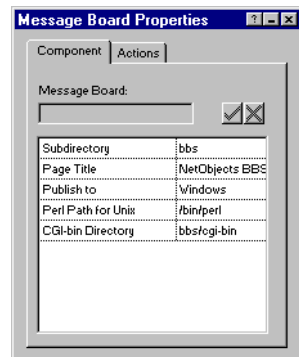 Message Board Properties
Component Actions
Message Board:
Subdirectory bbs
Page Title NetObjects BBS
Publish to Windows
Perl Path for Unix /bin/perl
CGI-bin Directory bbs/cgi-bin